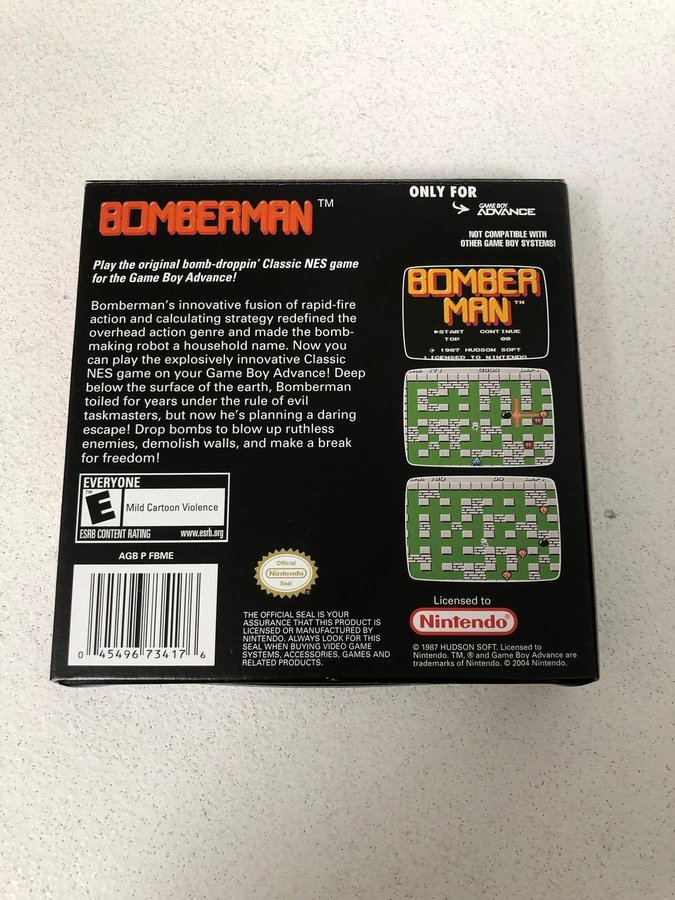 BOMBERMAN™
ONLY FOR
GAME BOY
ADVANCE
NOT COMPATIBLE WITH
OTHER GAME BOY SYSTEMS!
Play the original bomb-droppin' Classic NES game
for the Game Boy Advance!
Bomberman's innovative fusion of rapid-fire
action and calculating strategy redefined the
overhead action genre and made the bomb-
making robot a household name. Now you
can play the explosively innovative Classic
NES game on your Game Boy Advance! Deep
below the surface of the earth, Bomberman
toiled for years under the rule of evil
taskmasters, but now he's planning a daring
escape! Drop bombs to blow up ruthless
enemies, demolish walls, and make a break
for freedom!
BOMBER
MAN™
START CONTINUE
TOP 00
© 1987 HUDSON SOFT
LICENSED TO NINTENDO
EVERYONE
™
E
Mild Cartoon Violence
ESRB CONTENT RATING www.esrb.org
AGB P FBME
0 45496 73417 6
Official
Nintendo
Seal
THE OFFICIAL SEAL IS YOUR
ASSURANCE THAT THIS PRODUCT IS
LICENSED OR MANUFACTURED BY
NINTENDO. ALWAYS LOOK FOR THIS
SEAL WHEN BUYING VIDEO GAME
SYSTEMS, ACCESSORIES, GAMES AND
RELATED PRODUCTS.
Licensed to
Nintendo®
© 1987 HUDSON SOFT. Licensed to
Nintendo. TM, ® and Game Boy Advance are
trademarks of Nintendo. © 2004 Nintendo.